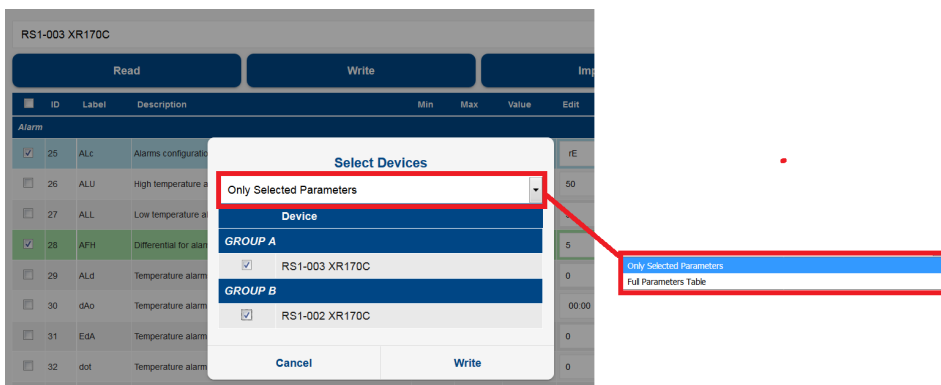 RS1-003 XR170C
Read Write
ID Label Description Min Max Value Edit
Alarm
25 ALc Alarms rE
26 ALU High temperature 50
27 ALL Low temperature
28 AFH Differential for 5
29 ALd Temperature alarm 0
30 dAo Temperature alarm 00:00
31 EdA Temperature alarm 0
32 dot Temperature alarm 0
Select Devices
Only Selected Parameters
Device
GROUP A
RS1-003 XR170C
GROUP B
RS1-002 XR170C
Cancel Write
Only Selected Parameters
Full Parameters Table